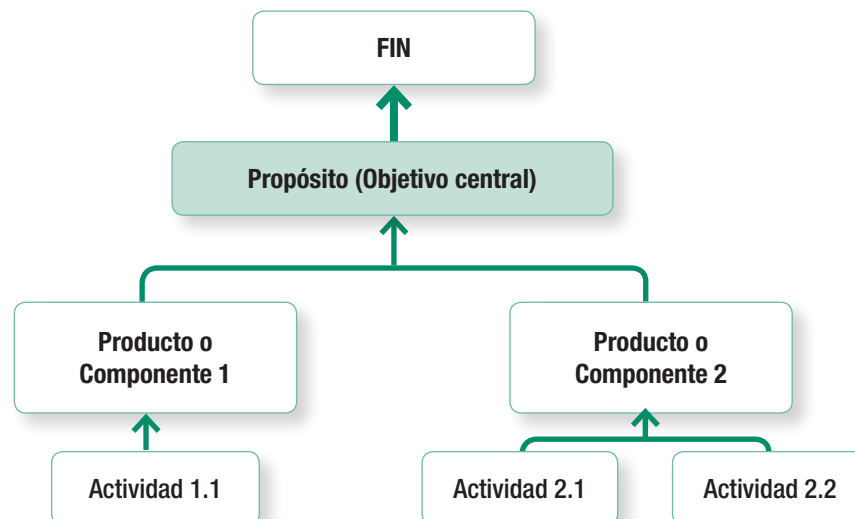 FIN
Propósito (Objetivo central)
Producto o
Componente 1
Producto o
Componente 2
Actividad 1.1
Actividad 2.1
Actividad 2.2